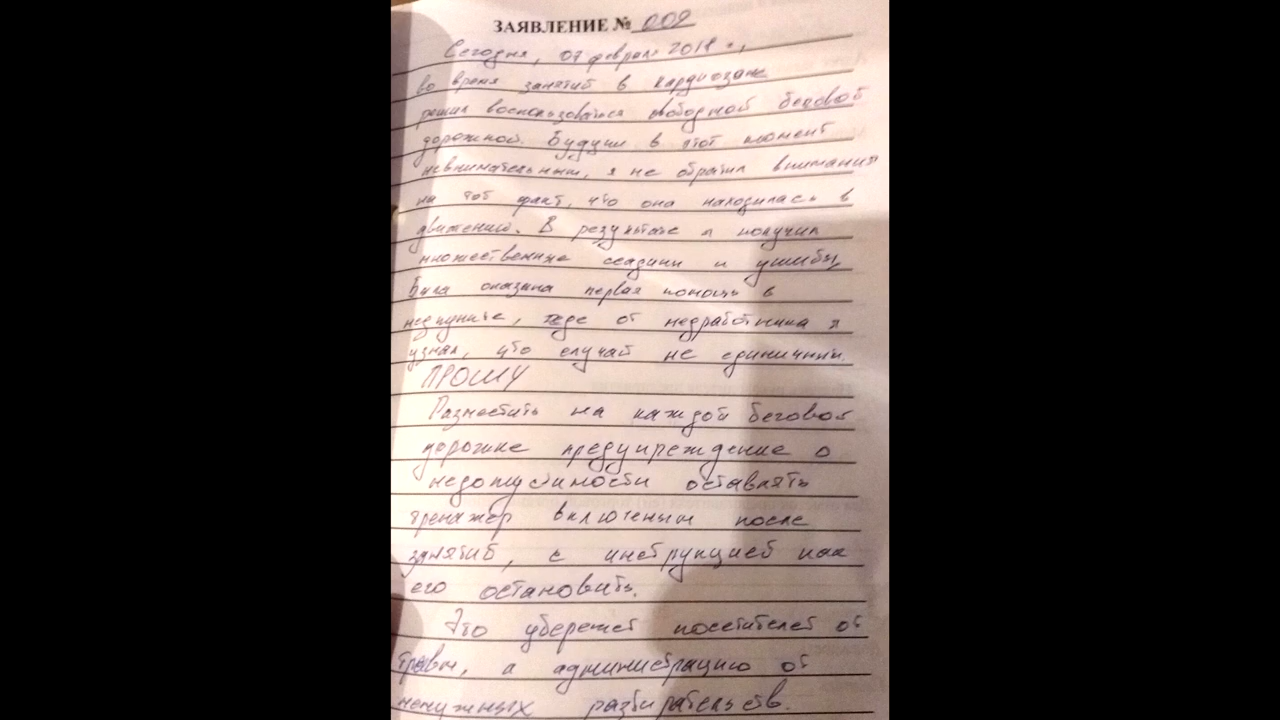 ЗАЯВЛЕНИЕ № 002
Сегодня, 07 февраля 2018 г.,
во время занятий в кардиозале
решил воспользоваться свободной беговой
дорожкой. Будучи в этот момент
невнимательным, я не обратил внимания
на тот факт, что она находилась в
движении. В результате я получил
множественные ссадины и ушибы.
Была оказана первая помощь в
медпункте, где от медработника я
узнал, что случай не единичный.
ПРОШУ
Разместить на каждой беговой
дорожке предупреждение о
недопустимости оставлять
тренажер включеным после
занятий, с инструкцией как
его остановить.
Это убережет посетителей от
травм, а администрацию от
ненужных разбирательств.